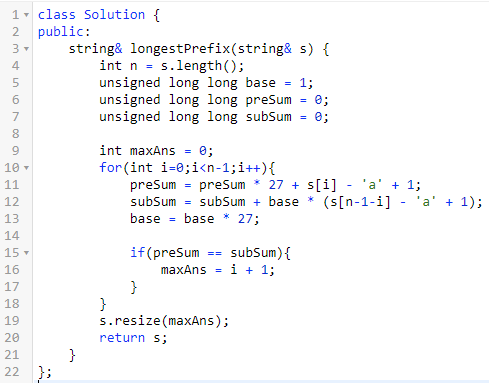 1 class Solution {
2 public:
3     string& longestPrefix(string& s) {
4         int n = s.length();
5         unsigned long long base = 1;
6         unsigned long long preSum = 0;
7         unsigned long long subSum = 0;
8
9         int maxAns = 0;
10         for(int i=0;i<n-1;i++){
11             preSum = preSum * 27 + s[i] - 'a' + 1;
12             subSum = subSum + base * (s[n-1-i] - 'a' + 1);
13             base = base * 27;
14
15             if(preSum == subSum){
16                 maxAns = i + 1;
17             }
18         }
19         s.resize(maxAns);
20         return s;
21     }
22 };